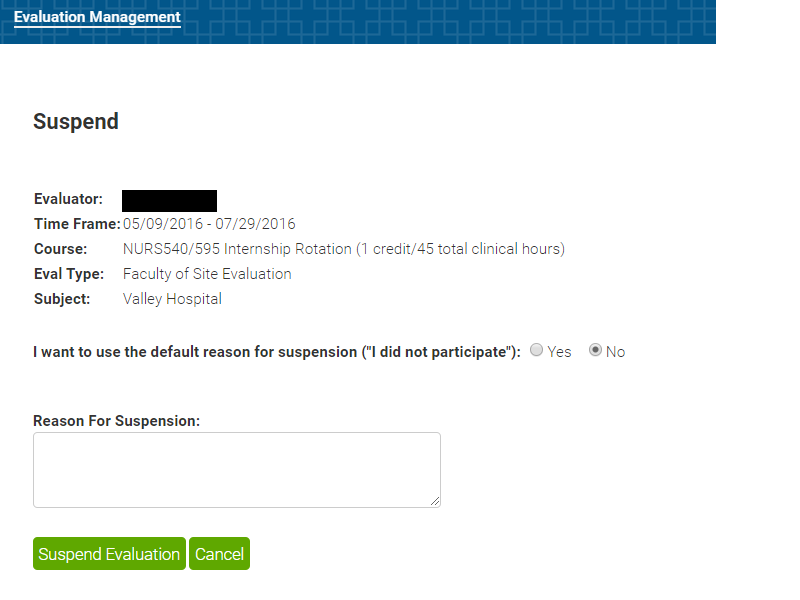 Evaluation Management
Suspend
Evaluator:
Time Frame: 05/09/2016 - 07/29/2016
Course: NURS540/595 Internship Rotation (1 credit/45 total clinical hours)
Eval Type: Faculty of Site Evaluation
Subject: Valley Hospital
I want to use the default reason for suspension ("I did not participate"): Yes No
Reason For Suspension:
Suspend Evaluation Cancel